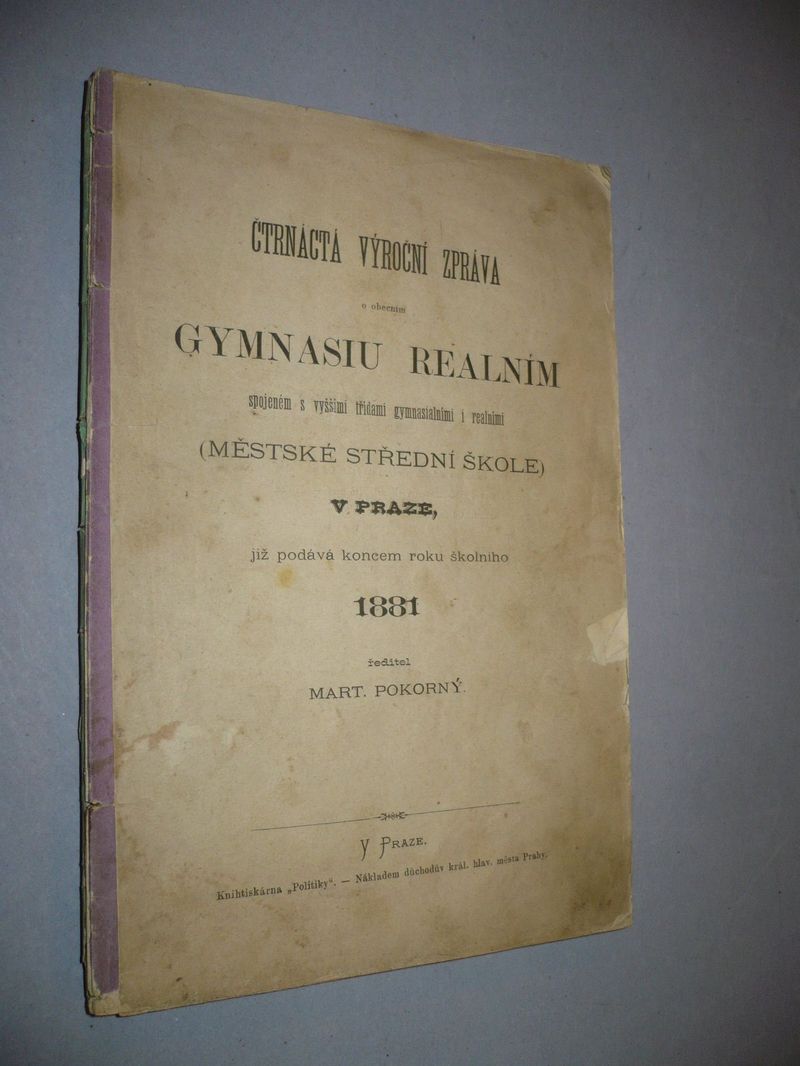 ČTRNÁCTÁ VÝROČNÍ ZPRÁVA
o obecním
GYMNASIU REALNÍM
spojeném s vyššími třídami gymnasialními i realními
(MĚSTSKÉ STŘEDNÍ ŠKOLE)
V PRAZE,
již podává koncem roku školního
1881
ředitel
MART. POKORNÝ.
V PRAZE.
Knihtiskárna „Politiky“. — Nákladem důchodův král. hlav. města Prahy.